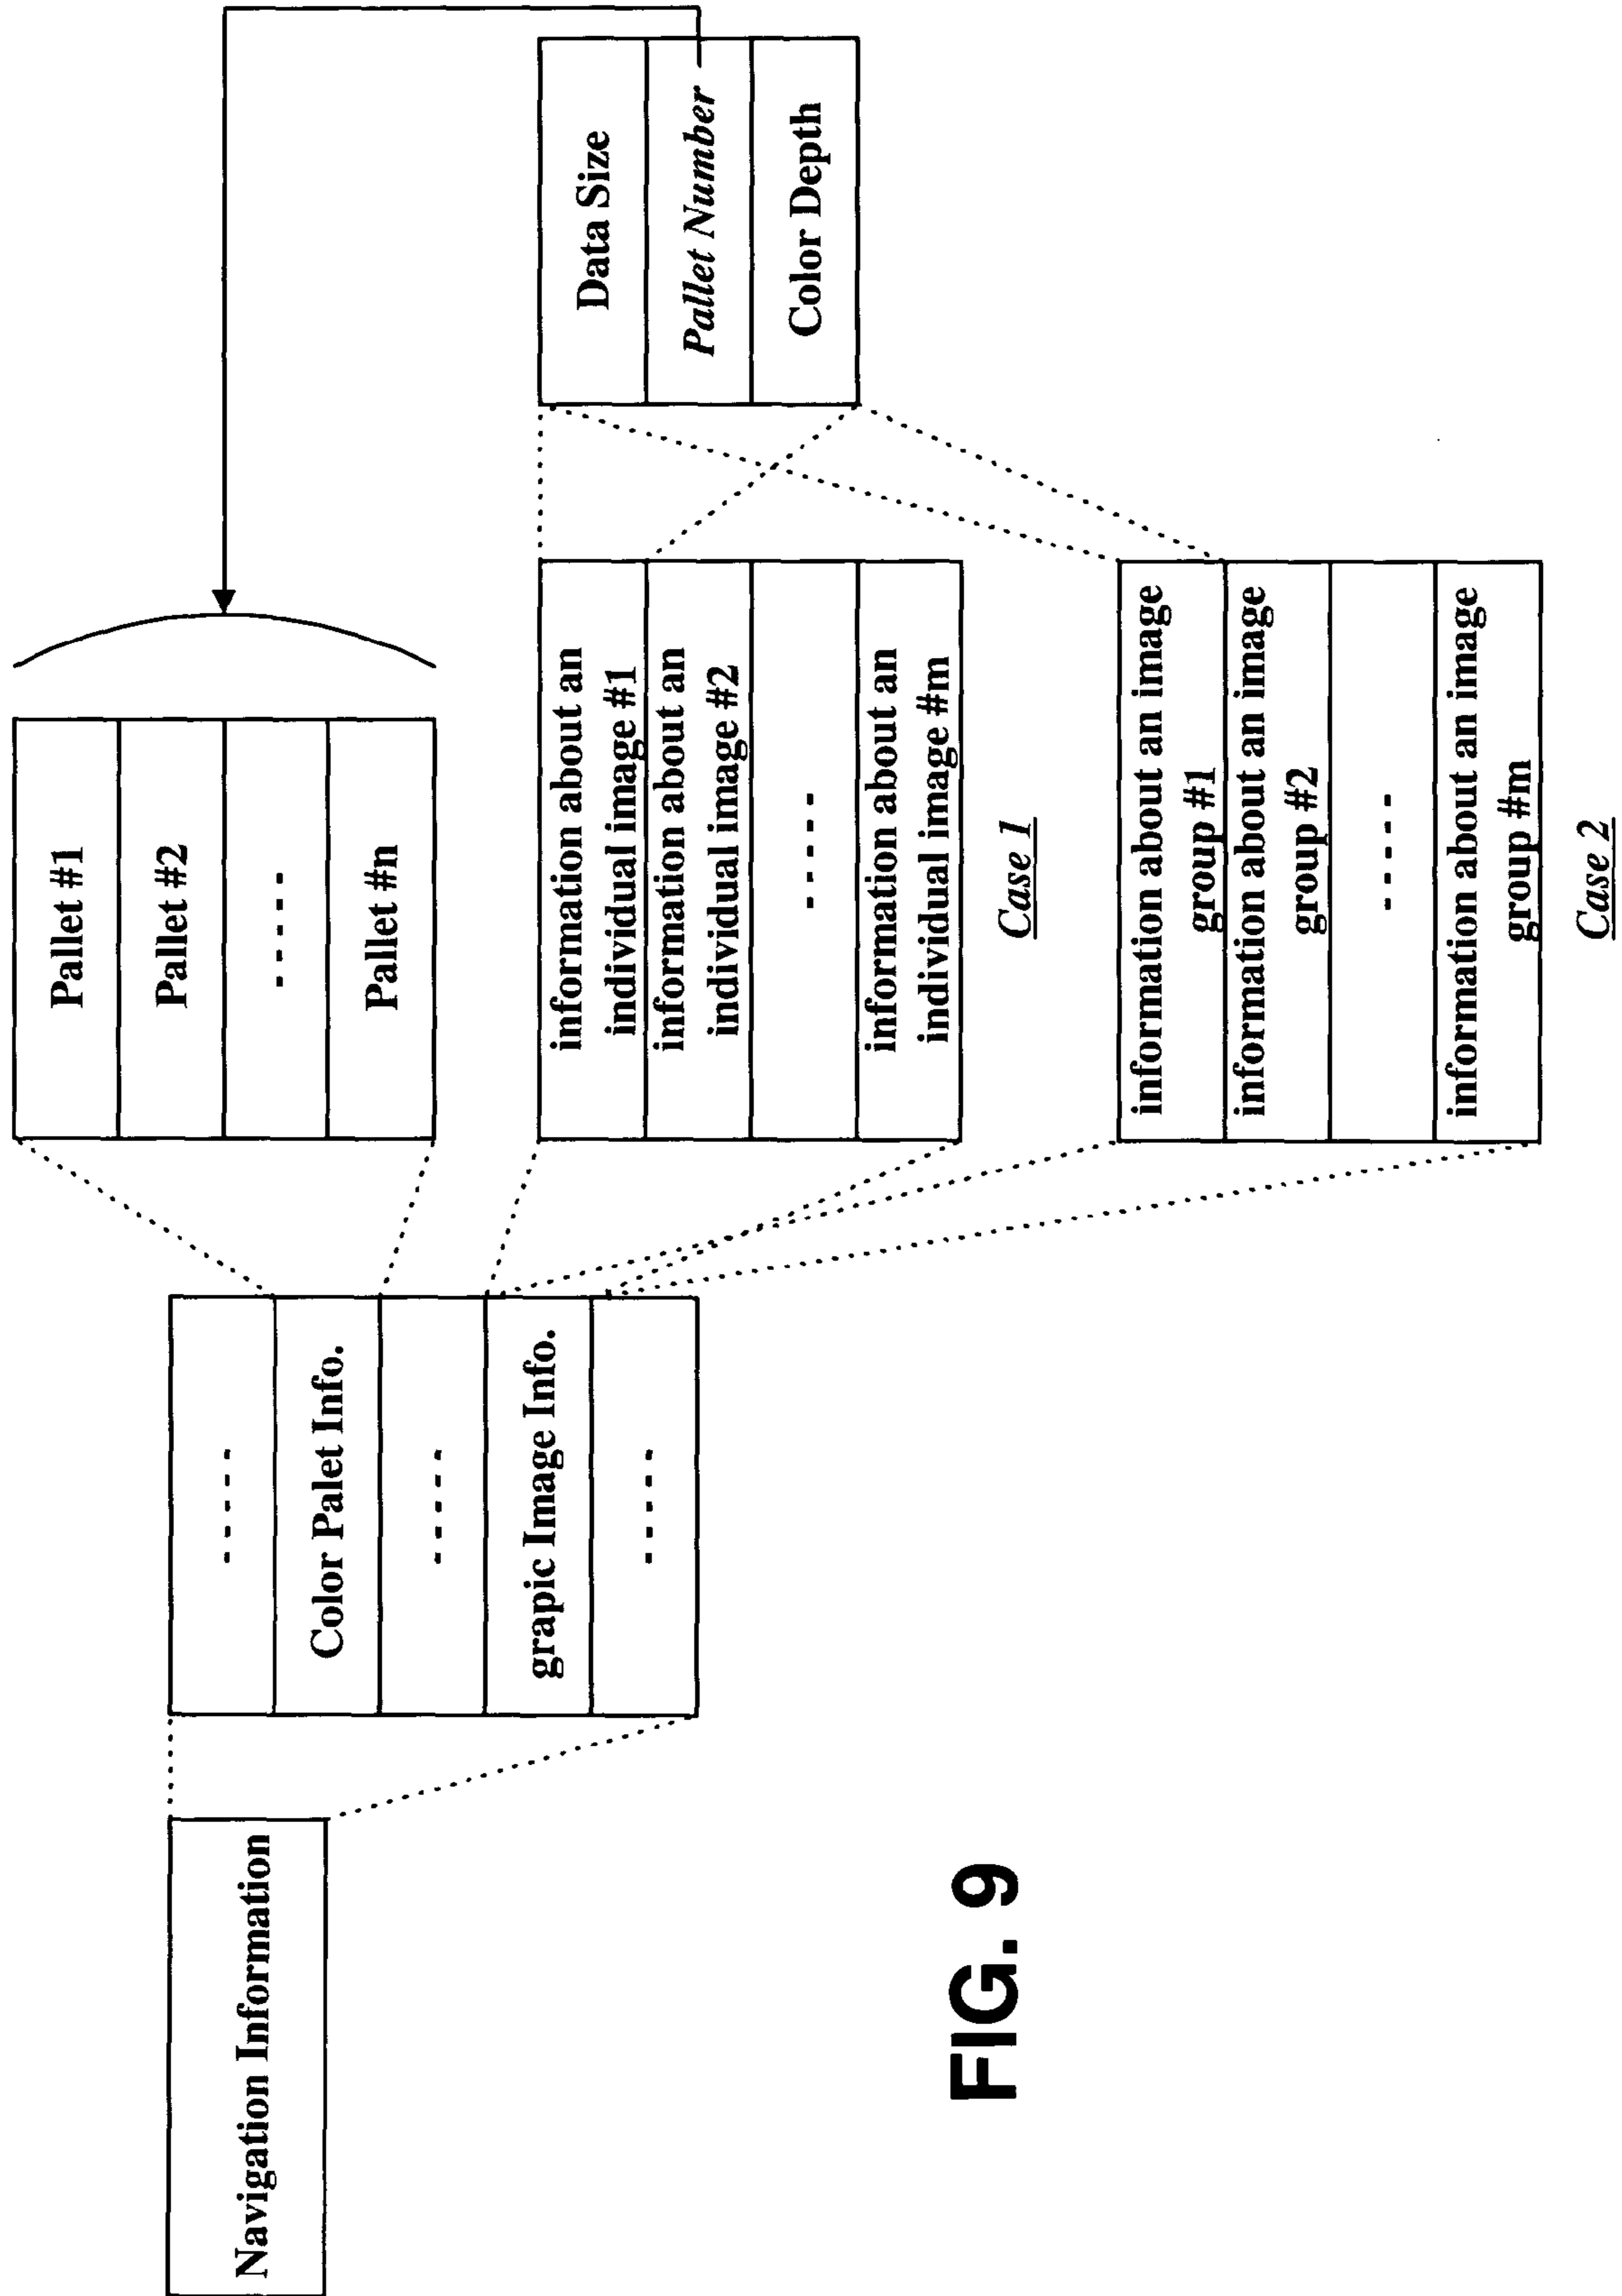 Navigation Information
- - - - -
Color Palet Info.
- - - - -
grapic Image Info.
- - - - -
Pallet #1
Pallet #2
- - - - -
Pallet #n
information about an
individual image #1
information about an
individual image #2
- - - - -
information about an
individual image #m
Case 1
information about an image
group #1
information about an image
group #2
- - - - -
information about an image
group #m
Case 2
Data Size
Pallet Number
Color Depth
FIG. 9